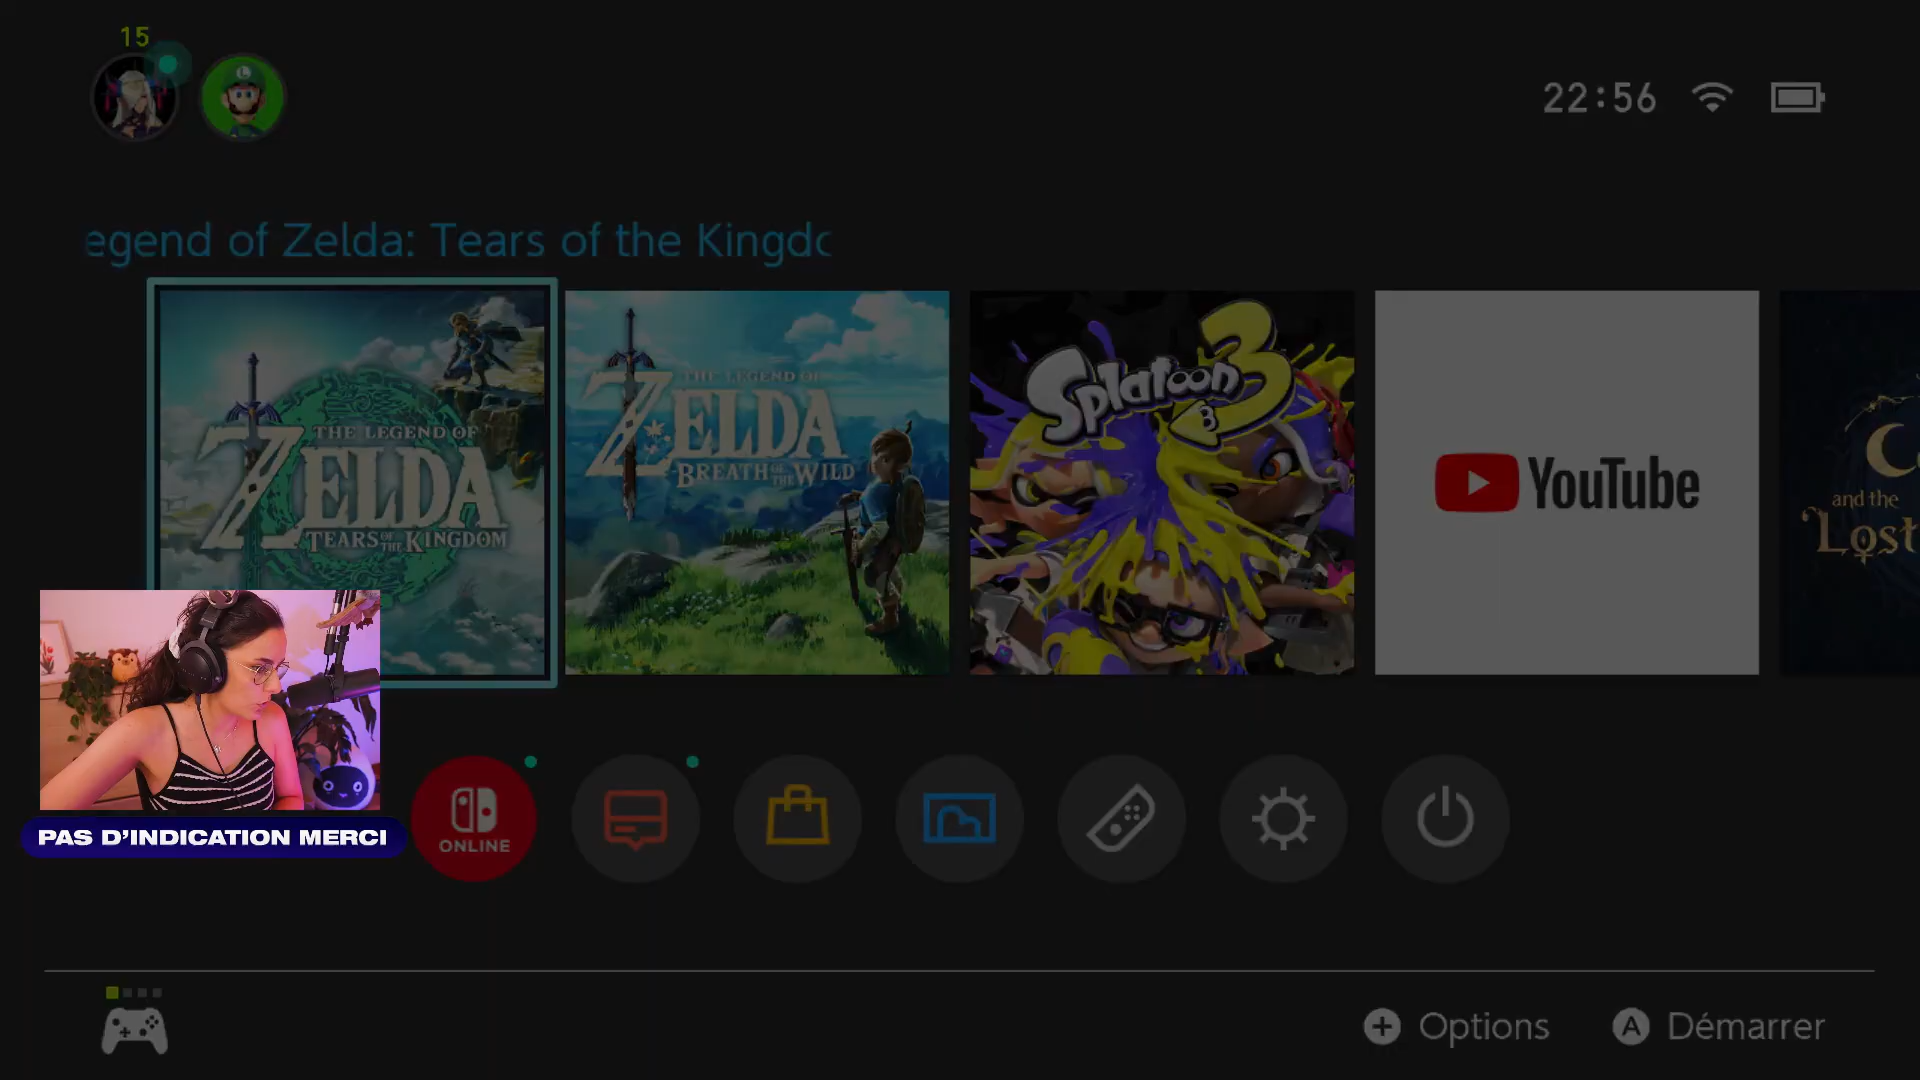 15
22:56
egend of Zelda: Tears of the Kingdo
THE LEGEND OF
ZELDA
TEARS OF THE KINGDOM
THE LEGEND OF
ZELDA
BREATH OF THE WILD
Splatoon 3
YouTube
and the
Lost
PAS D'INDICATION MERCI
ONLINE
Options
Démarrer